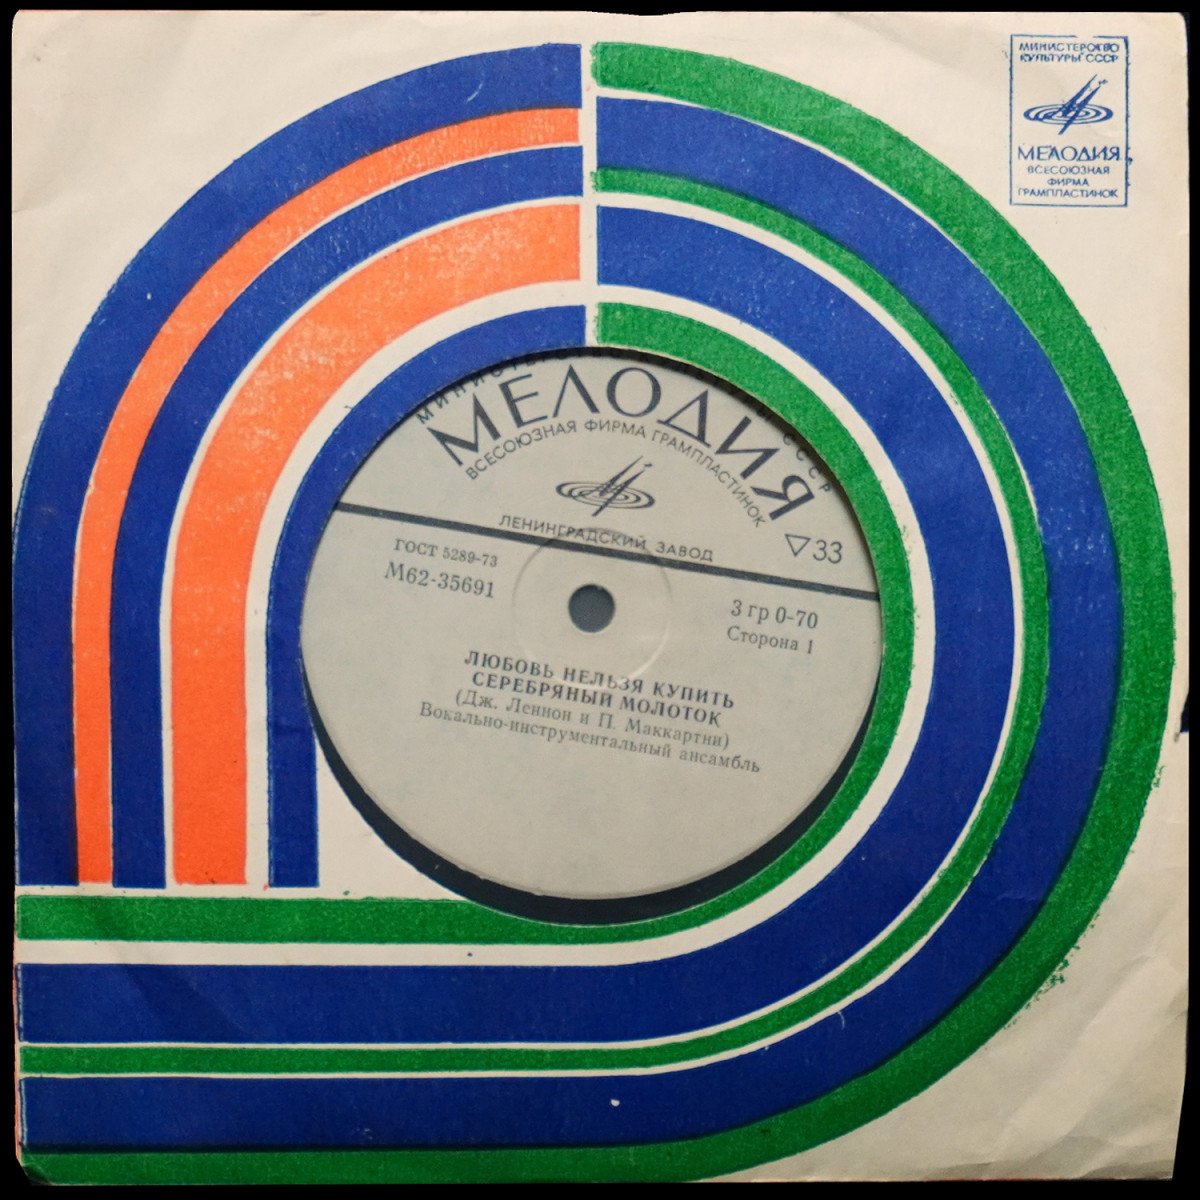 МИНИСТЕРСТВО
КУЛЬТУРЫ СССР
МЕЛОДИЯ
ВСЕСОЮЗНАЯ
ФИРМА
ГРАМПЛАСТИНОК
СССР
МЕЛОДИЯ
ВСЕСОЮЗНАЯ ФИРМА ГРАМПЛАСТИНОК
ЛЕНИНГРАДСКИЙ ЗАВОД
33
ГОСТ 5289-73
М62-35691
3 гр 0-70
Сторона 1
ЛЮБОВЬ НЕЛЬЗЯ КУПИТЬ
СЕРЕБРЯНЫЙ МОЛОТОК
(Дж. Леннон и П. Маккартни)
Вокально-инструментальный ансамбль